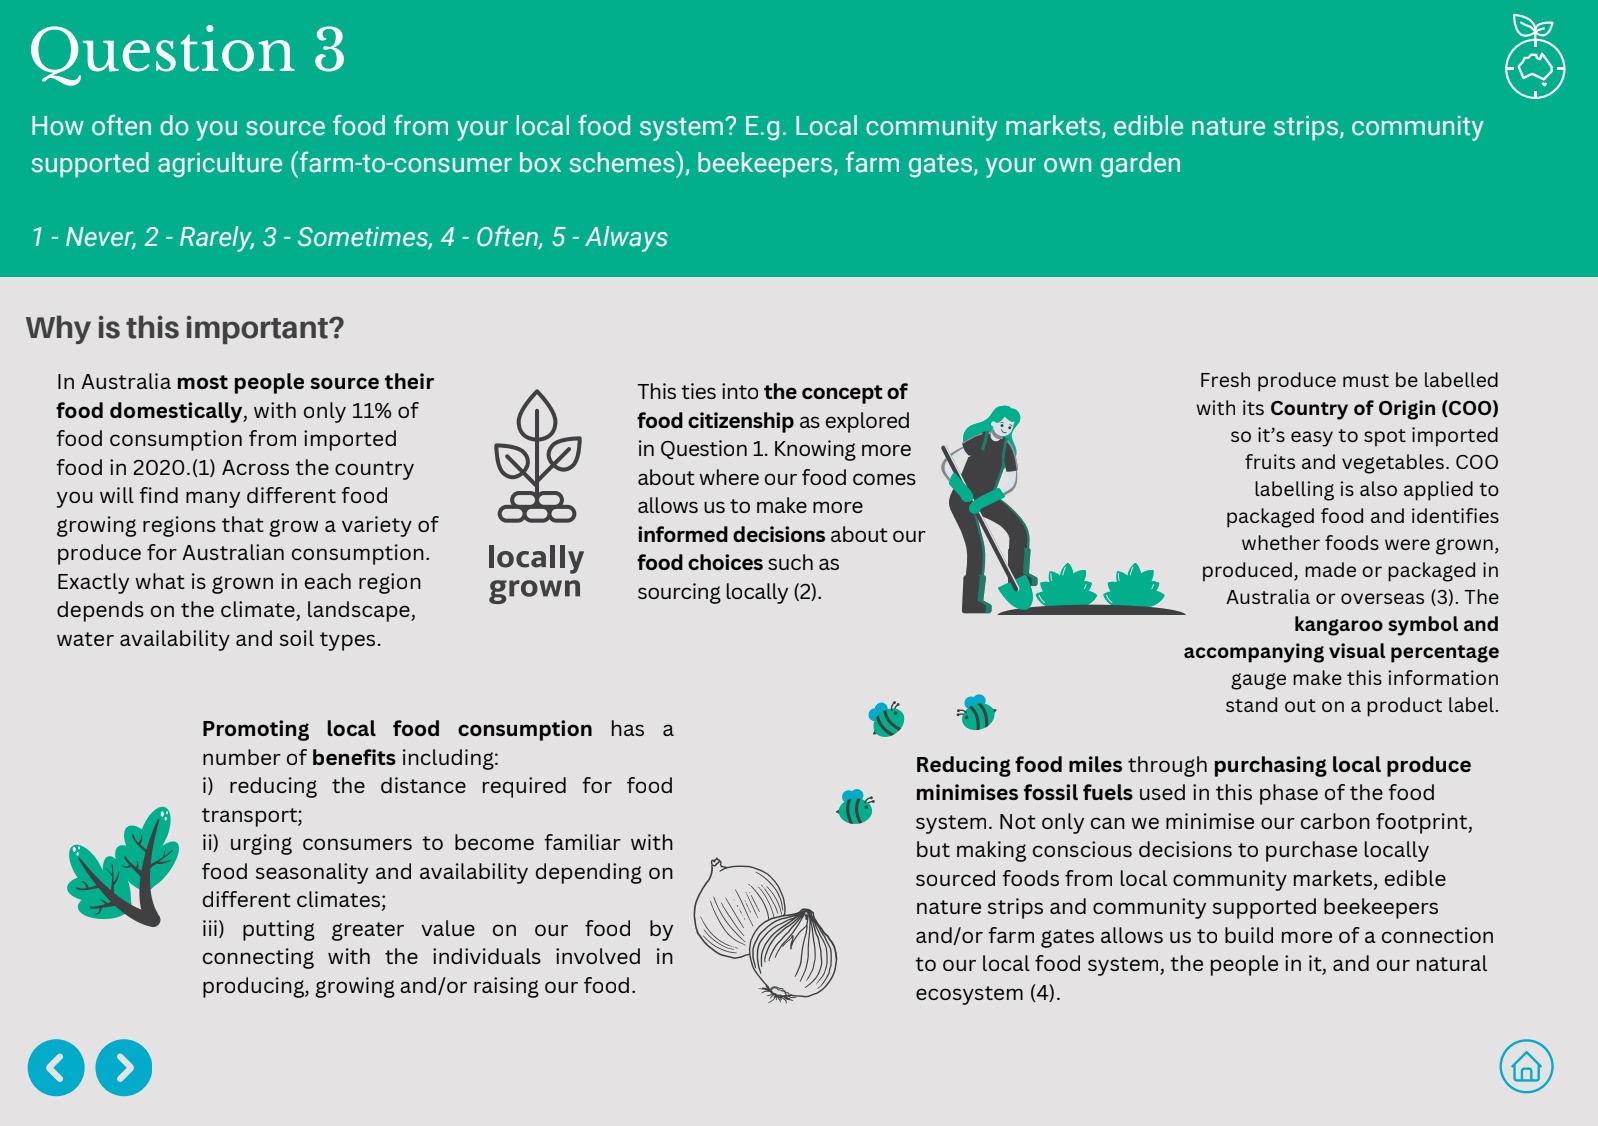 Question 3
How often do you source food from your local food system? E.g. Local community markets, edible nature strips, community
supported agriculture (farm-to-consumer box schemes), beekeepers, farm gates, your own garden
1 - Never, 2 - Rarely, 3 - Sometimes, 4 - Often, 5 - Always
Why is this important?
In Australia most people source their
food domestically, with only 11% of
food consumption from imported
food in 2020.(1) Across the country
you will find many different food
growing regions that grow a variety of
produce for Australian consumption.
Exactly what is grown in each region
depends on the climate, landscape,
water availability and soil types.
locally
grown
This ties into the concept of
food citizenship as explored
in Question 1. Knowing more
about where our food comes
allows us to make more
informed decisions about our
food choices such as
sourcing locally (2).
Fresh produce must be labelled
with its Country of Origin (COO)
so it’s easy to spot imported
fruits and vegetables. COO
labelling is also applied to
packaged food and identifies
whether foods were grown,
produced, made or packaged in
Australia or overseas (3). The
kangaroo symbol and
accompanying visual percentage
gauge make this information
stand out on a product label.
Promoting local food consumption has a
number of benefits including:
i) reducing the distance required for food
transport;
ii) urging consumers to become familiar with
food seasonality and availability depending on
different climates;
iii) putting greater value on our food by
connecting with the individuals involved in
producing, growing and/or raising our food.
Reducing food miles through purchasing local produce
minimises fossil fuels used in this phase of the food
system. Not only can we minimise our carbon footprint,
but making conscious decisions to purchase locally
sourced foods from local community markets, edible
nature strips and community supported beekeepers
and/or farm gates allows us to build more of a connection
to our local food system, the people in it, and our natural
ecosystem (4).